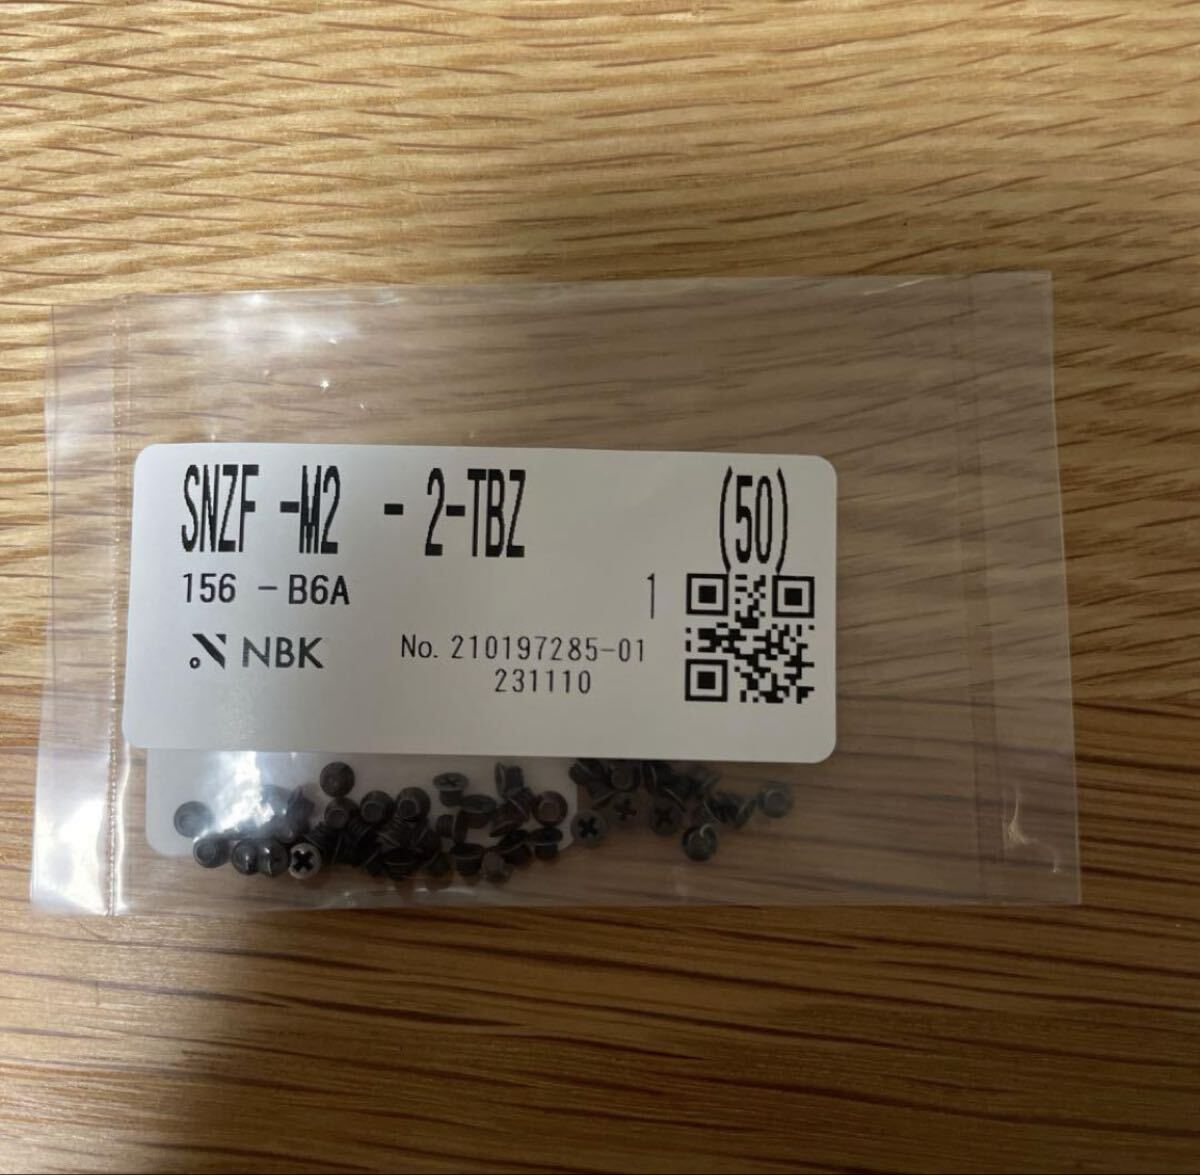 SNZF -M2 - 2-TBZ (50)
156 - B6A 1
NBK No. 210197285-01
231110